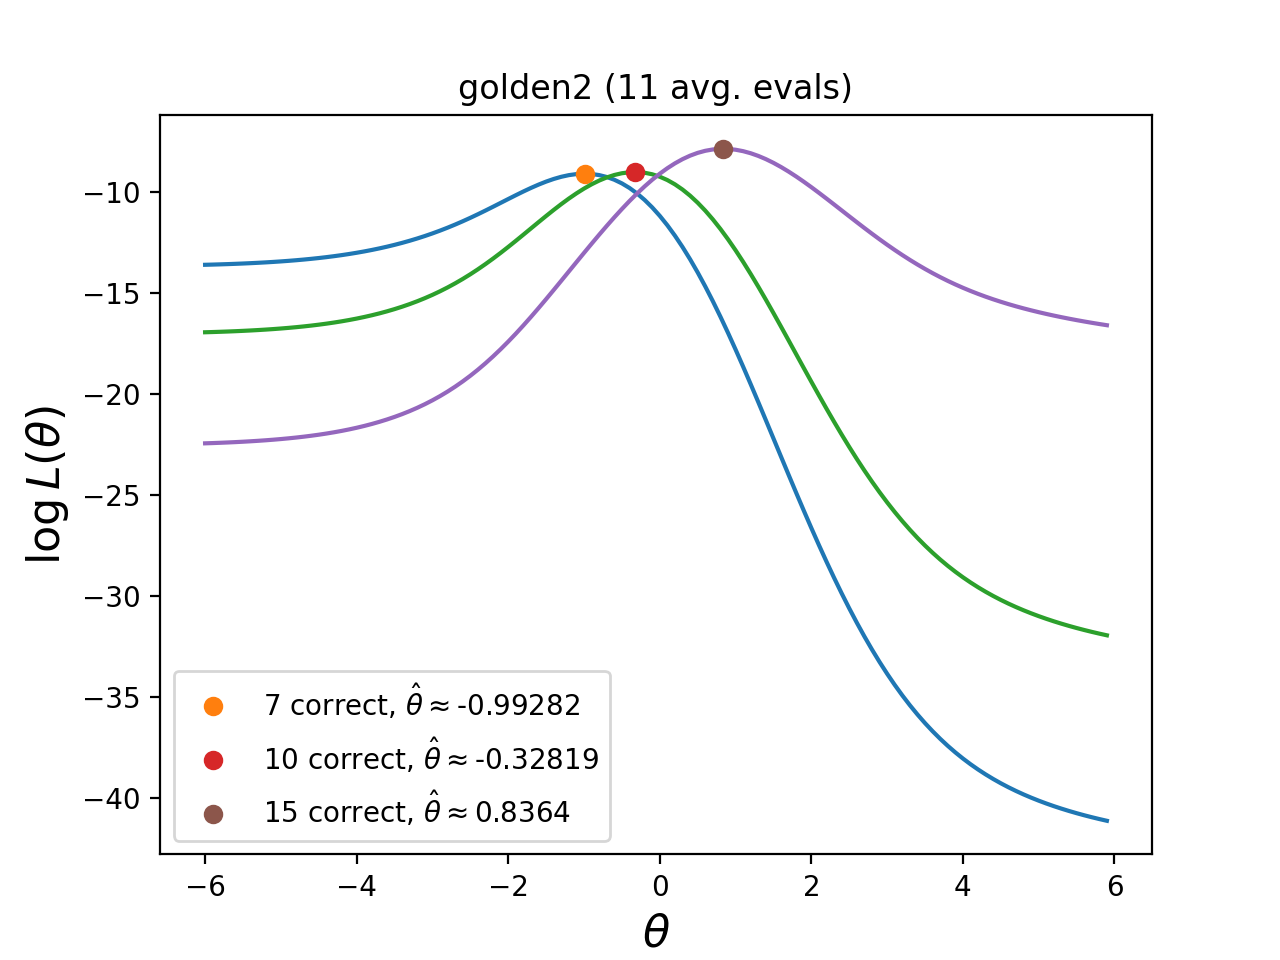 golden2 (11 avg. evals)
log L(θ)
−10
−15
−20
−25
−30
−35
−40
7 correct, θ̂ ≈ -0.99282
10 correct, θ̂ ≈ -0.32819
15 correct, θ̂ ≈ 0.8364
−6
−4
−2
0
2
4
6
θ